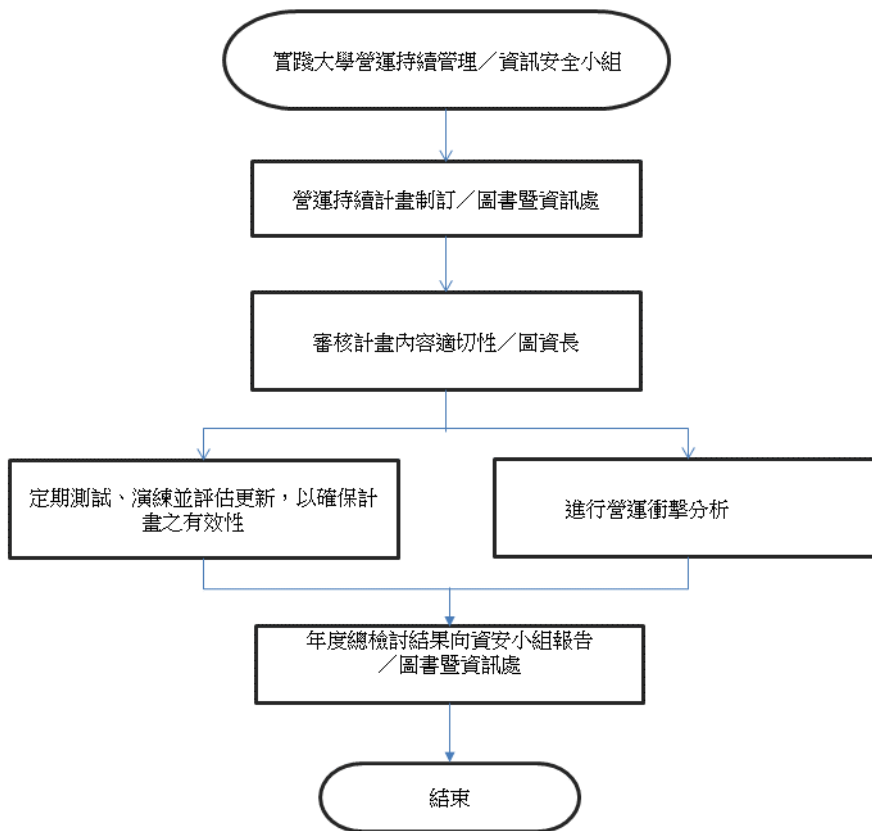 實踐大學營運持續管理／資訊安全小組
營運持續計畫制訂／圖書暨資訊處
審核計畫內容適切性／圖資長
定期測試、演練並評估更新，以確保計
畫之有效性
進行營運衝擊分析
年度總檢討結果向資安小組報告
／圖書暨資訊處
結束